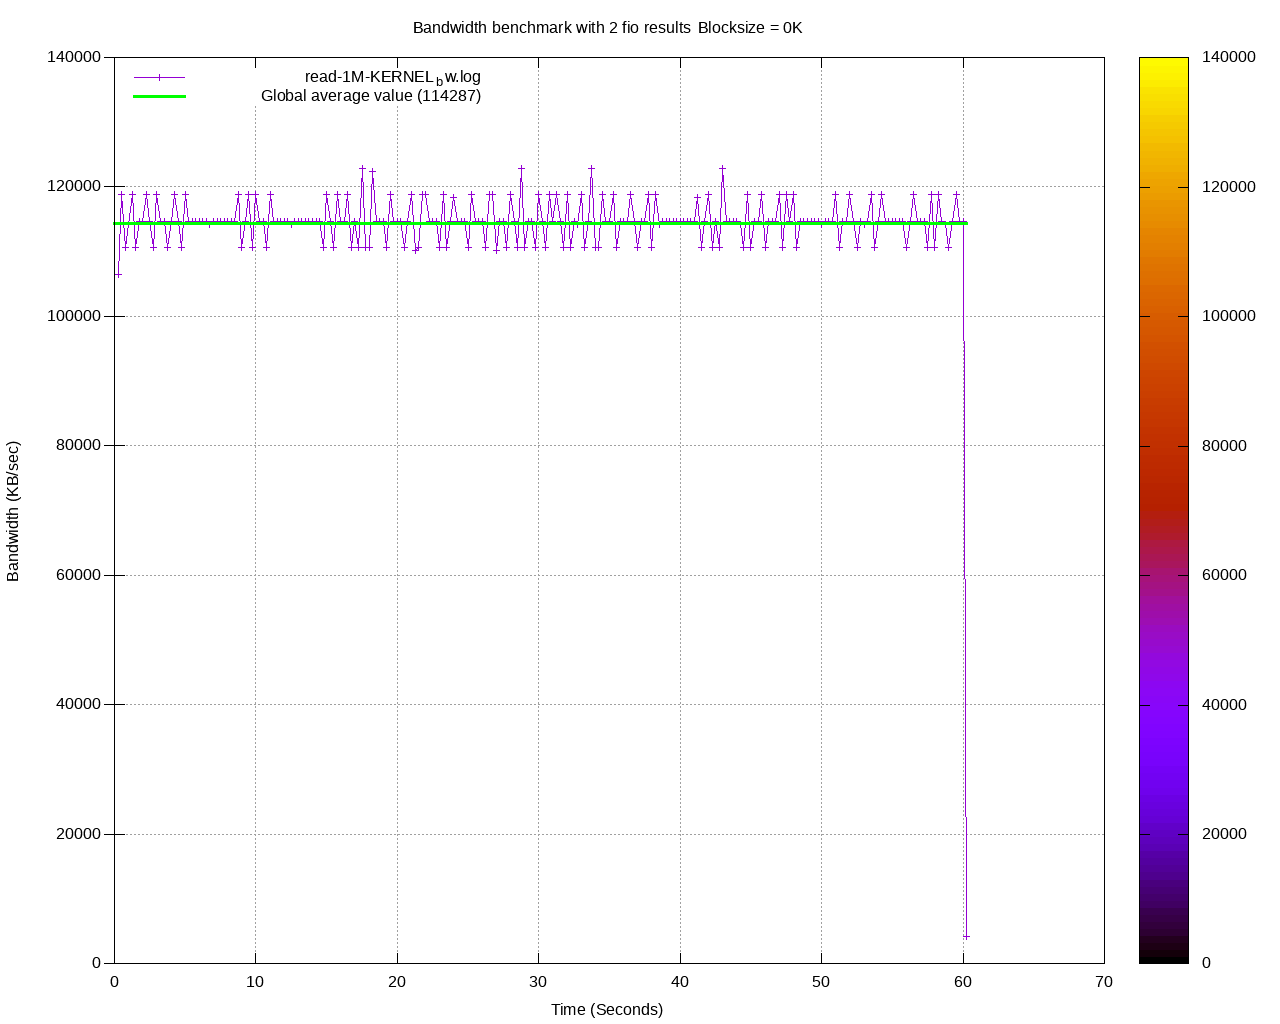 Bandwidth benchmark with 2 fio results Blocksize = 0K
read-1M-KERNEL_bw.log
Global average value (114287)
140000
120000
100000
80000
60000
40000
20000
0
Bandwidth (KB/sec)
0 10 20 30 40 50 60 70
Time (Seconds)
140000
120000
100000
80000
60000
40000
20000
0